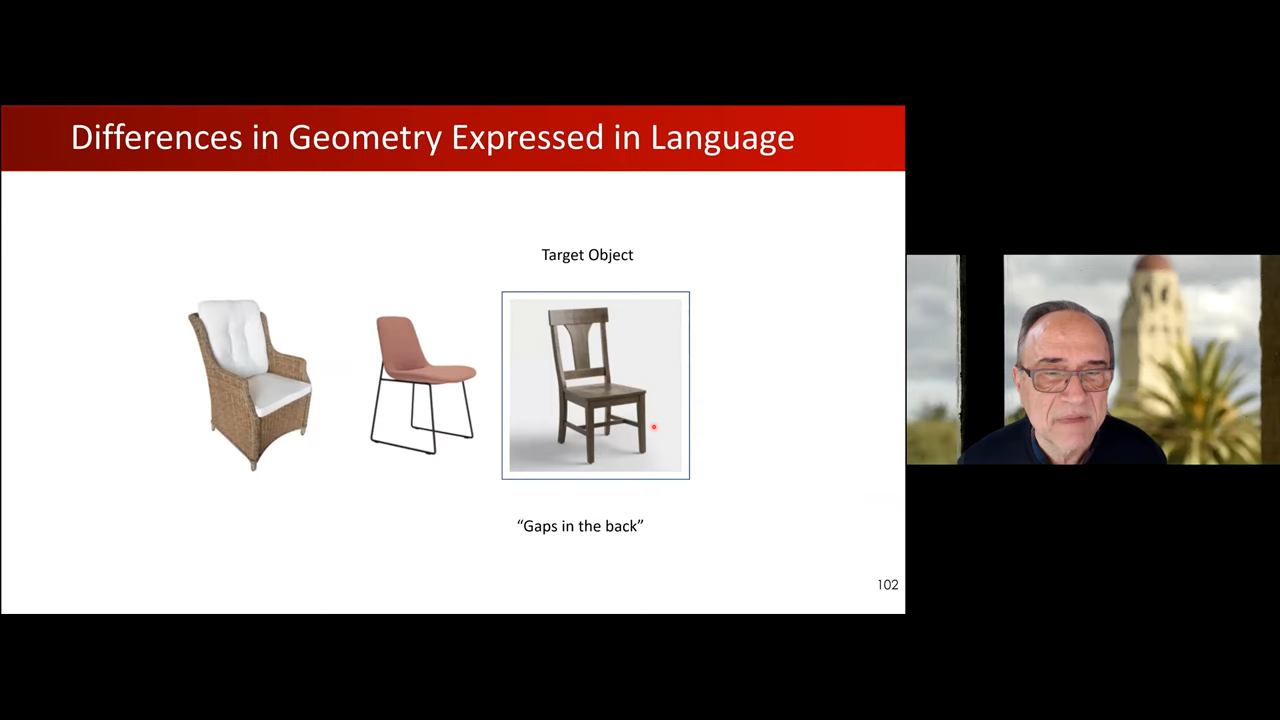 Differences in Geometry Expressed in Language
Target Object
“Gaps in the back”
102